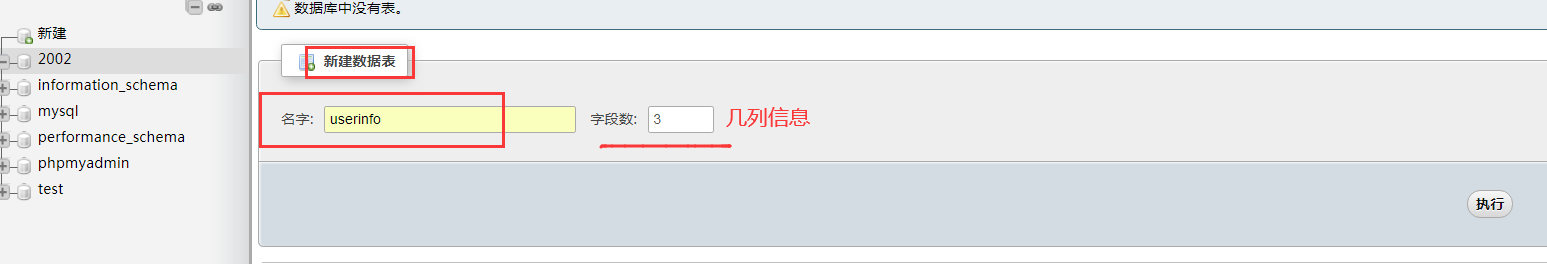 数据库中没有表。
新建
2002
information_schema
mysql
performance_schema
phpmyadmin
test
新建数据表
名字: userinfo 字段数: 3 几列信息
执行